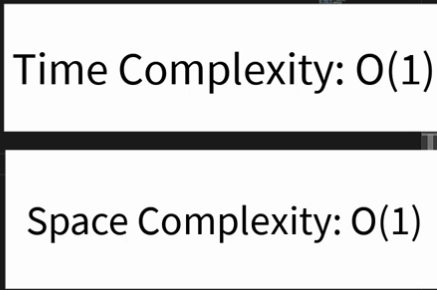 Time Complexity: O(1)
Space Complexity: O(1)